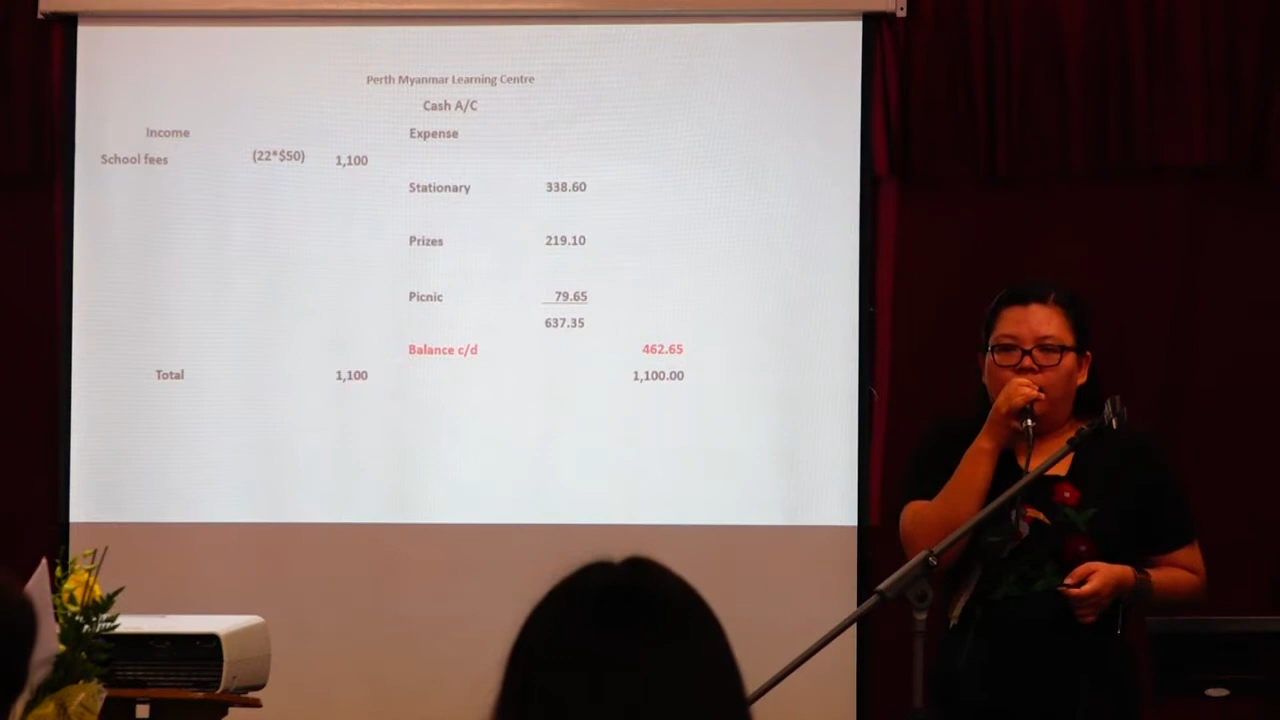 Perth Myanmar Learning Centre
Cash A/C
Income Expense
School fees (22*$50) 1,100
Stationary 338.60
Prizes 219.10
Picnic 79.65
637.35
Balance c/d 462.65
Total 1,100 1,100.00